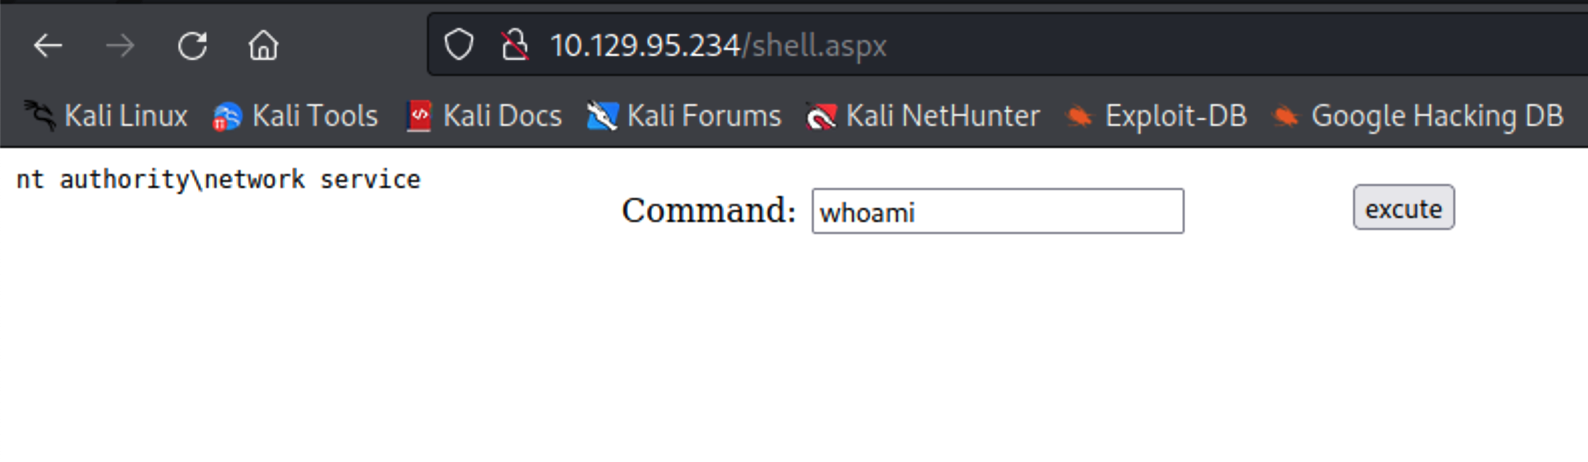 10.129.95.234/shell.aspx
Kali Linux Kali Tools Kali Docs Kali Forums Kali NetHunter Exploit-DB Google Hacking DB
nt authority\network service
Command: whoami excute